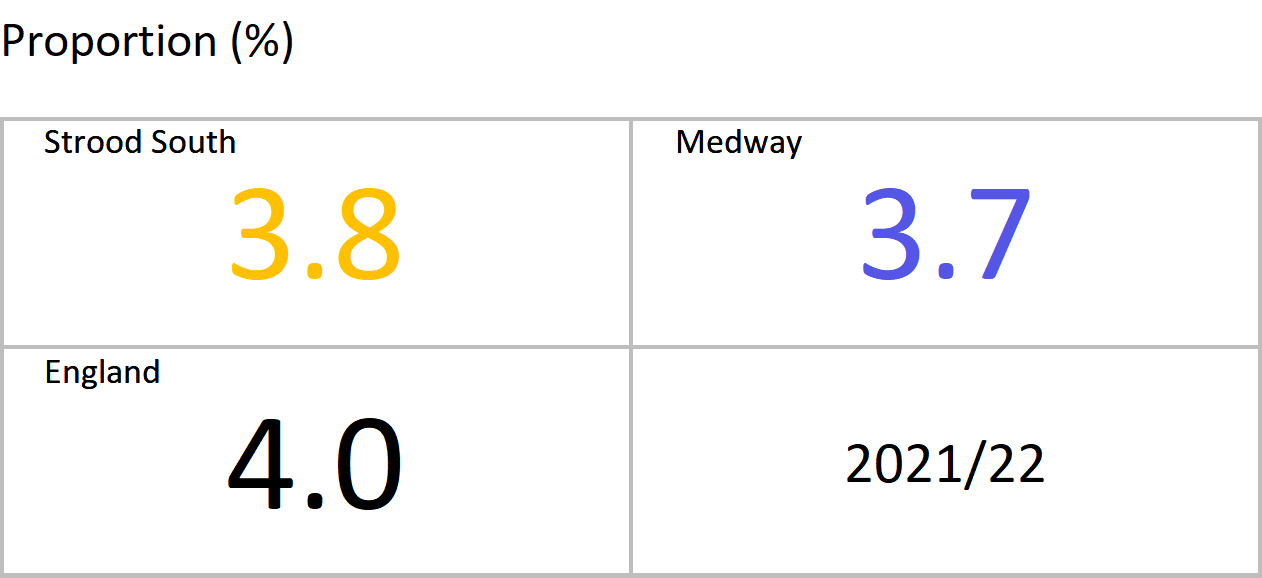 Proportion (%)
Strood South
3.8
Medway
3.7
England
4.0
2021/22